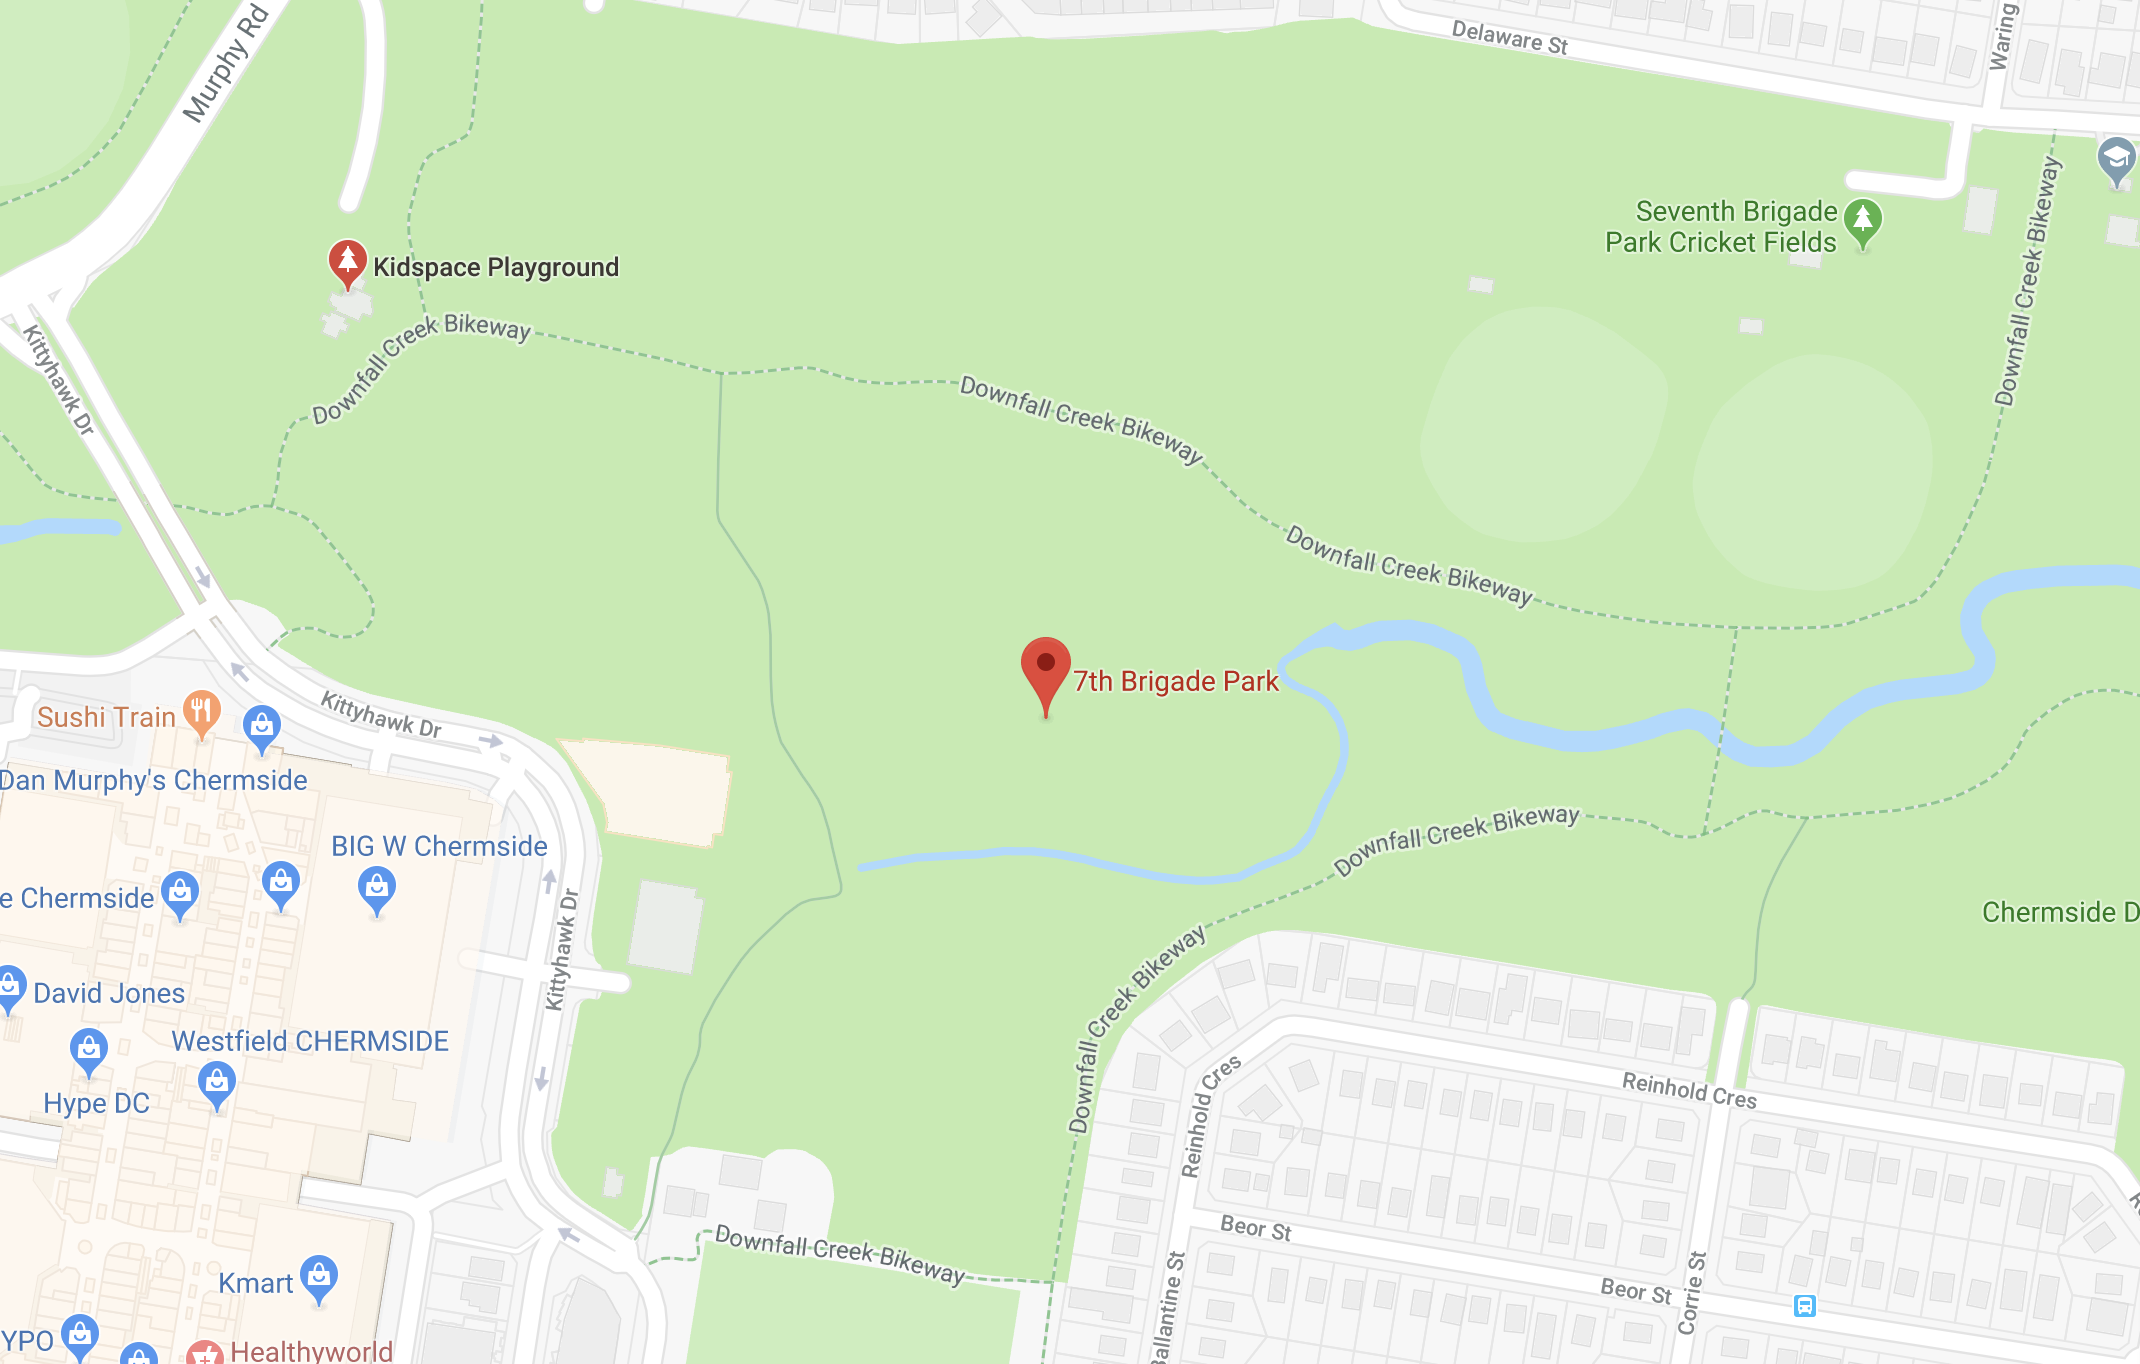 Murphy Rd
Delaware St
Waring
Seventh Brigade
Park Cricket Fields
Downfall Creek Bikeway
Kidspace Playground
Downfall Creek Bikeway
Kittyhawk Dr
Downfall Creek Bikeway
Downfall Creek Bikeway
7th Brigade Park
Kittyhawk Dr
Sushi Train
Dan Murphy's Chermside
BIG W Chermside
Downfall Creek Bikeway
e Chermside
Chermside D
Kittyhawk Dr
David Jones
Downfall Creek Bikeway
Westfield CHERMSIDE
Hype DC
Reinhold Cres
Reinhold Cres
Beor St
Downfall Creek Bikeway
Kmart
Beor St
Corrie St
Ballantine St
YPO
Healthyworld